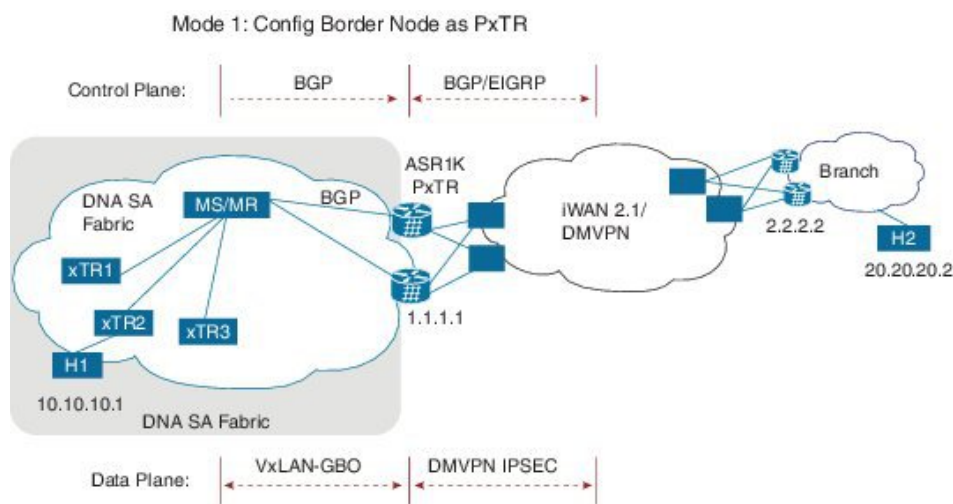 Mode 1: Config Border Node as PxTR
Control Plane:
BGP
BGP/EIGRP
DNA SA
Fabric
MS/MR
BGP
ASR1K
PxTR
iWAN 2.1/
DMVPN
Branch
2.2.2.2
H2
20.20.20.2
xTR1
xTR2
xTR3
1.1.1.1
H1
10.10.10.1
DNA SA Fabric
Data Plane:
VxLAN-GBO
DMVPN IPSEC